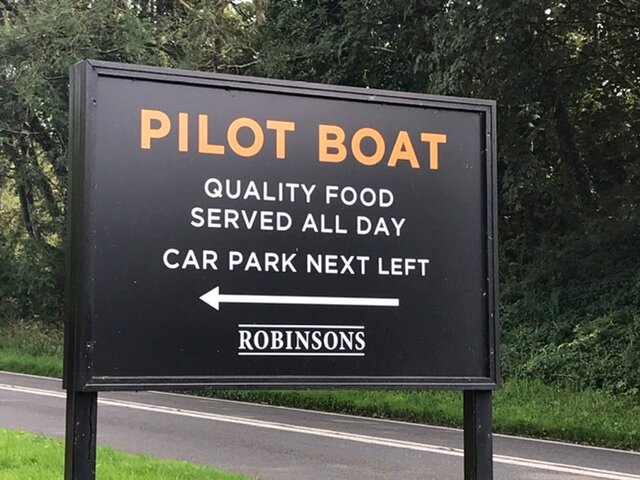 PILOT BOAT
QUALITY FOOD
SERVED ALL DAY
CAR PARK NEXT LEFT
ROBINSONS